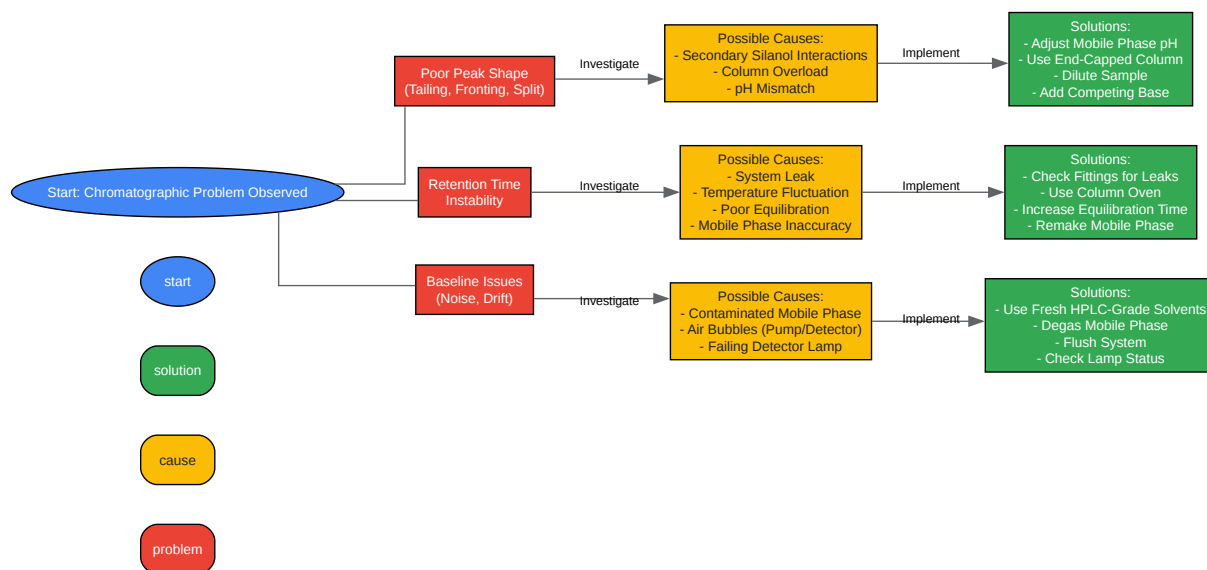 Start: Chromatographic Problem Observed
Poor Peak Shape
(Tailing, Fronting, Split)
Investigate
Possible Causes:
- Secondary Silanol Interactions
- Column Overload
- pH Mismatch
Implement
Solutions:
- Adjust Mobile Phase pH
- Use End-Capped Column
- Dilute Sample
- Add Competing Base
Retention Time
Instability
Investigate
Possible Causes:
- System Leak
- Temperature Fluctuation
- Poor Equilibration
- Mobile Phase Inaccuracy
Implement
Solutions:
- Check Fittings for Leaks
- Use Column Oven
- Increase Equilibration Time
- Remake Mobile Phase
Baseline Issues
(Noise, Drift)
Investigate
Possible Causes:
- Contaminated Mobile Phase
- Air Bubbles (Pump/Detector)
- Failing Detector Lamp
Implement
Solutions:
- Use Fresh HPLC-Grade Solvents
- Degas Mobile Phase
- Flush System
- Check Lamp Status
start
solution
cause
problem